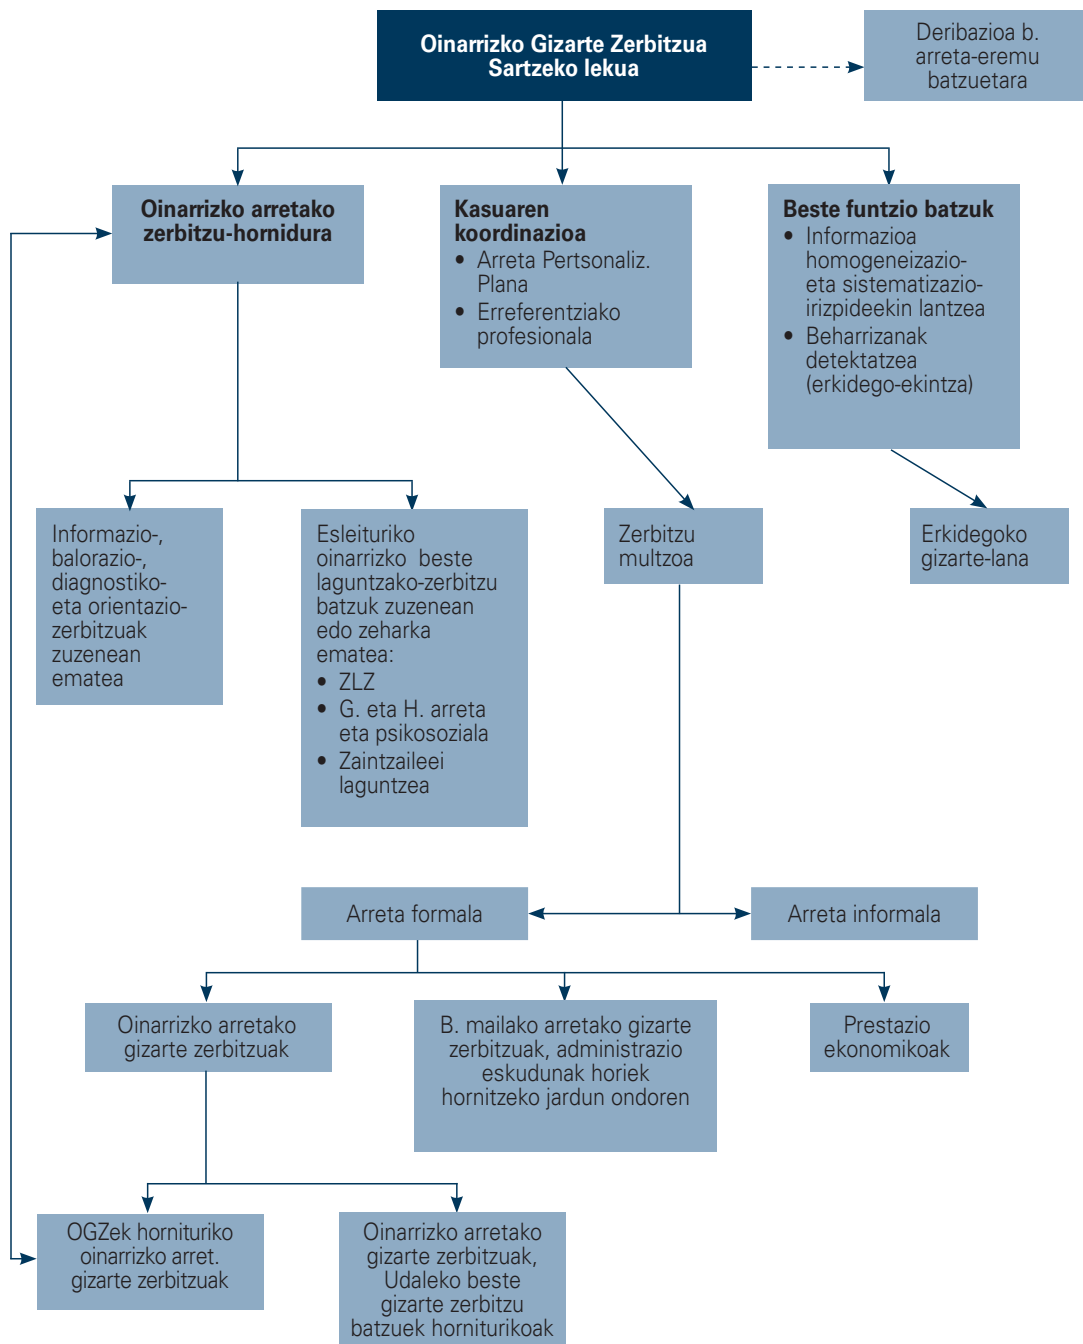 Oinarrizko Gizarte Zerbitzua
Sartzeko lekua
Deribazioa b.
arreta-eremu
batzuetara
Oinarrizko arretako
zerbitzu-hornidura
Kasuaren
koordinazioa
• Arreta Pertsonaliz.
Plana
• Erreferentziako
profesionala
Beste funtzio batzuk
• Informazioa
homogeneizazio-
eta sistematizazio-
irizpideekin lantzea
• Beharrizanak
detektatzea
(erkidego-ekintza)
Informazio-,
balorazio-,
diagnostiko-
eta orientazio-
zerbitzuak
zuzenean
ematea
Esleituriko
oinarrizko beste
laguntzako-zerbitzu
batzuk zuzenean
edo zeharka
ematea:
• ZLZ
• G. eta H. arreta
eta psikosoziala
• Zaintzaileei
laguntzea
Zerbitzu
multzoa
Erkidegoko
gizarte-lana
Arreta formala
Arreta informala
Oinarrizko arretako
gizarte zerbitzuak
B. mailako arretako gizarte
zerbitzuak, administrazio
eskudunak horiek
hornitzeko jardun ondoren
Prestazio
ekonomikoak
OGZek hornituriko
oinarrizko arret.
gizarte zerbitzuak
Oinarrizko arretako
gizarte zerbitzuak,
Udaleko beste
gizarte zerbitzu
batzuek horniturikoak